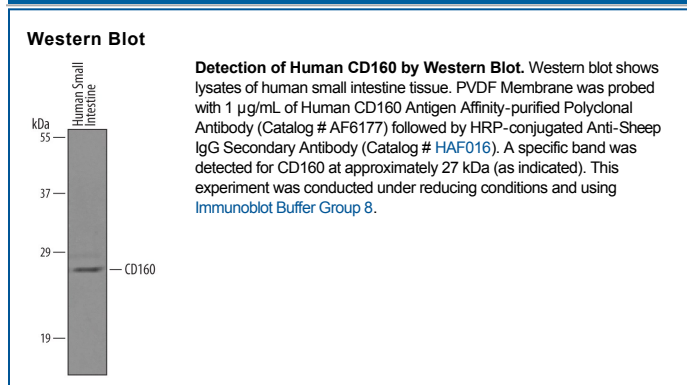 Western Blot
Human Small
Intestine
kDa
55
37
29
19
CD160
Detection of Human CD160 by Western Blot. Western blot shows
lysates of human small intestine tissue. PVDF Membrane was probed
with 1 µg/mL of Human CD160 Antigen Affinity-purified Polyclonal
Antibody (Catalog # AF6177) followed by HRP-conjugated Anti-Sheep
IgG Secondary Antibody (Catalog # HAF016). A specific band was
detected for CD160 at approximately 27 kDa (as indicated). This
experiment was conducted under reducing conditions and using
Immunoblot Buffer Group 8.